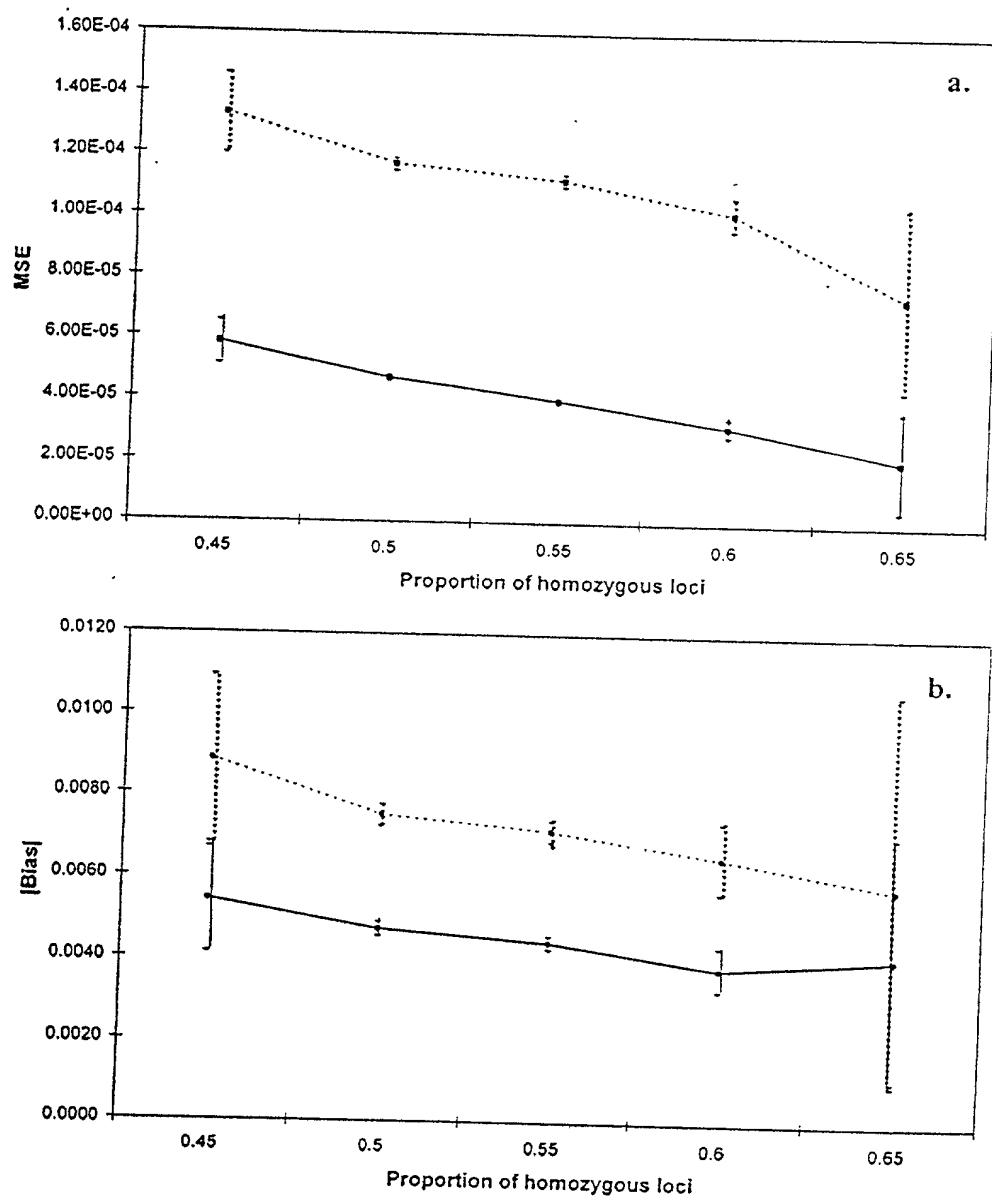 1.60E-04
a.
1.40E-04
1.20E-04
1.00E-04
8.00E-05
6.00E-05
4.00E-05
2.00E-05
0.00E+00
MSE
0.45 0.5 0.55 0.6 0.65
Proportion of homozygous loci
0.0120
b.
0.0100
0.0080
0.0060
0.0040
0.0020
0.0000
|Bias|
0.45 0.5 0.55 0.6 0.65
Proportion of homozygous loci